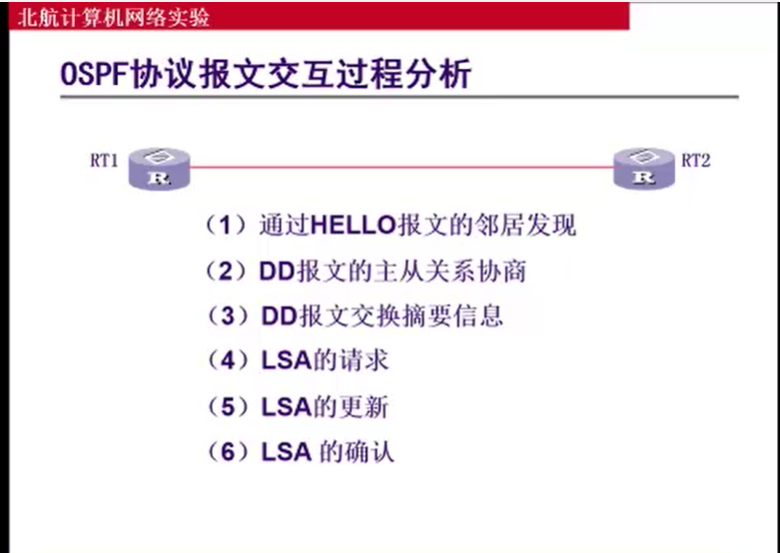 北航计算机网络实验
OSPF协议报文交互过程分析
RT1 R R RT2
（1）通过HELLO报文的邻居发现
（2）DD报文的主从关系协商
（3）DD报文交换摘要信息
（4）LSA的请求
（5）LSA的更新
（6）LSA 的确认